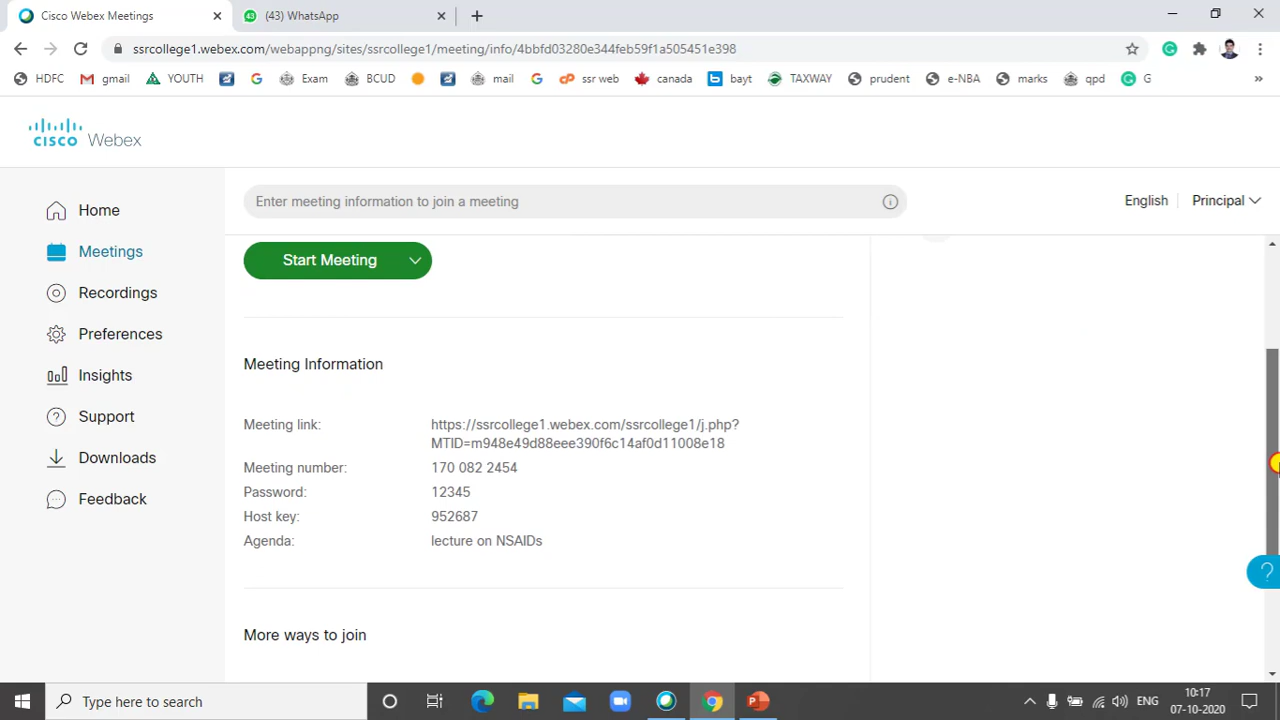 Cisco Webex Meetings
43
(43) WhatsApp
ssrcollege1.webex.com/webappng/sites/ssrcollege1/meeting/info/4bbfd03280e344feb59f1a505451e398
HDFC
gmail
YOUTH
Exam
BCUD
mail
ssr web
canada
bayt
TAXWAY
prudent
e-NBA
marks
qpd
G
cisco Webex
Enter meeting information to join a meeting
English
Principal
Home
Meetings
Recordings
Preferences
Insights
Support
Downloads
Feedback
Start Meeting
Meeting Information
Meeting link: https://ssrcollege1.webex.com/ssrcollege1/j.php?
MTID=m948e49d88eee390f6c14af0d11008e18
Meeting number: 170 082 2454
Password: 12345
Host key: 952687
Agenda: lecture on NSAIDs
More ways to join
Type here to search
ENG
10:17
07-10-2020